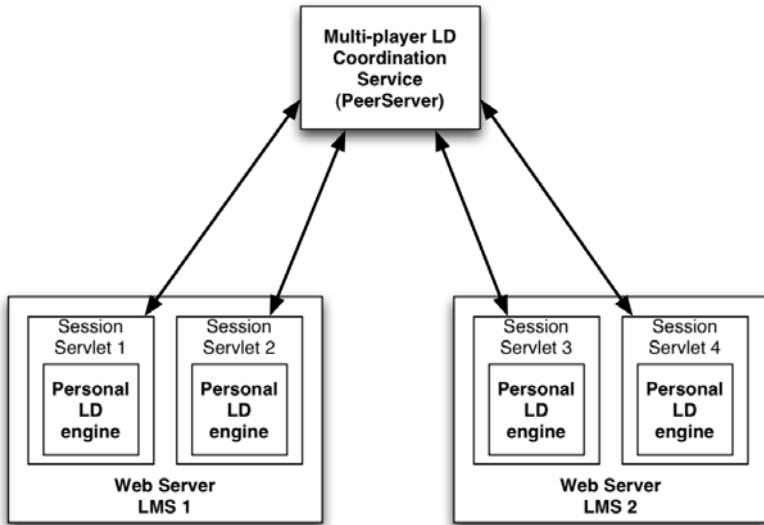 Multi-player LD
Coordination
Service
(PeerServer)
Session
Servlet 1
Personal
LD
engine
Session
Servlet 2
Personal
LD
engine
Web Server
LMS 1
Session
Servlet 3
Personal
LD
engine
Session
Servlet 4
Personal
LD
engine
Web Server
LMS 2